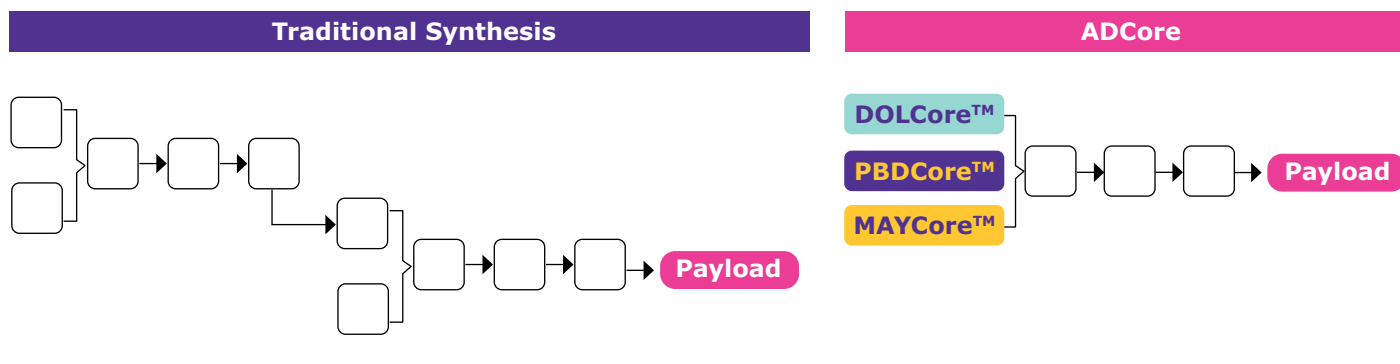 Traditional Synthesis
ADCore
DOLCore™
PBDCore™
MAYCore™
Payload
Payload